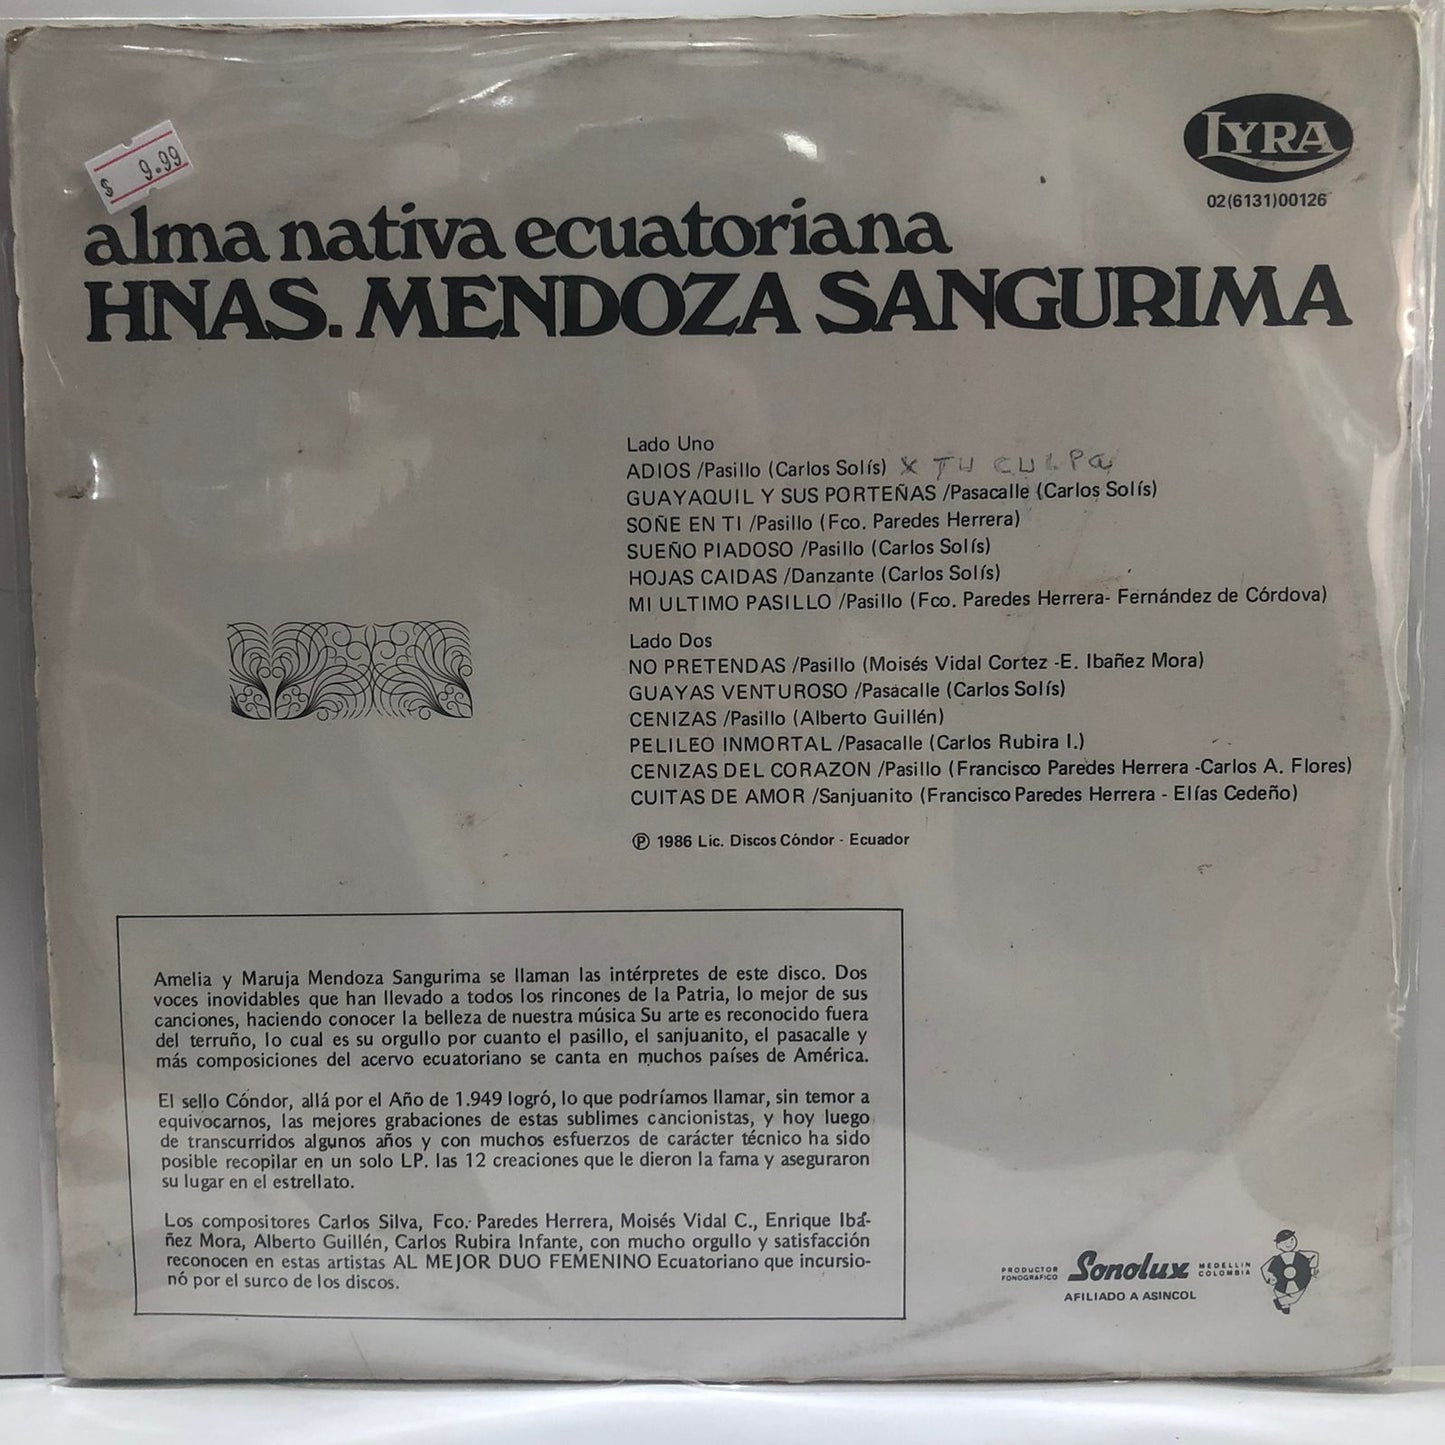 LYRA
02(6131)00126
$ 9.99
alma nativa ecuatoriana
HNAS. MENDOZA SANGURIMA
Lado Uno
ADIOS /Pasillo (Carlos Solís) X TU CULPA
GUAYAQUIL Y SUS PORTEÑAS /Pasacalle (Carlos Solís)
SOÑE EN TI /Pasillo (Fco. Paredes Herrera)
SUEÑO PIADOSO /Pasillo (Carlos Solís)
HOJAS CAIDAS /Danzante (Carlos Solís)
MI ULTIMO PASILLO /Pasillo (Fco. Paredes Herrera- Fernández de Córdova)
Lado Dos
NO PRETENDAS /Pasillo (Moisés Vidal Cortez -E. Ibañez Mora)
GUAYAS VENTUROSO /Pasacalle (Carlos Solís)
CENIZAS /Pasillo (Alberto Guillén)
PELILEO INMORTAL /Pasacalle (Carlos Rubira I.)
CENIZAS DEL CORAZON /Pasillo (Francisco Paredes Herrera -Carlos A. Flores)
CUITAS DE AMOR /Sanjuanito (Francisco Paredes Herrera - Elías Cedeño)
℗ 1986 Lic. Discos Cóndor - Ecuador
Amelia y Maruja Mendoza Sangurima se llaman las intérpretes de este disco. Dos
voces inovidables que han llevado a todos los rincones de la Patria, lo mejor de sus
canciones, haciendo conocer la belleza de nuestra música Su arte es reconocido fuera
del terruño, lo cual es su orgullo por cuanto el pasillo, el sanjuanito, el pasacalle y
más composiciones del acervo ecuatoriano se canta en muchos países de América.
El sello Cóndor, allá por el Año de 1.949 logró, lo que podríamos llamar, sin temor a
equivocarnos, las mejores grabaciones de estas sublimes cancionistas, y hoy luego
de transcurridos algunos años y con muchos esfuerzos de carácter técnico ha sido
posible recopilar en un solo LP. las 12 creaciones que le dieron la fama y aseguraron
su lugar en el estrellato.
Los compositores Carlos Silva, Fco. Paredes Herrera, Moisés Vidal C., Enrique Ibá-
ñez Mora, Alberto Guillén, Carlos Rubira Infante, con mucho orgullo y satisfacción
reconocen en estas artistas AL MEJOR DUO FEMENINO Ecuatoriano que incursio-
nó por el surco de los discos.
PRODUCTOR FONOGRAFICO Sonolux MEDELLIN COLOMBIA
AFILIADO A ASINCOL